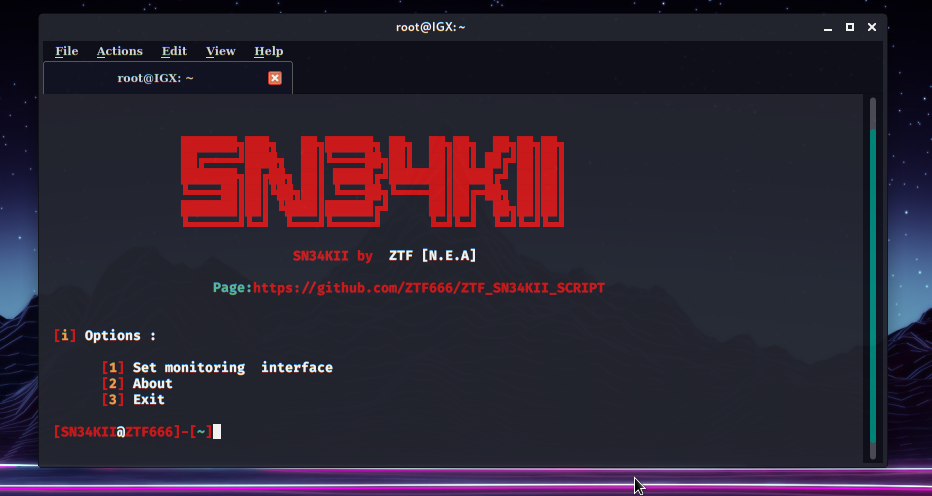 root@IGX:~
File Actions Edit View Help
root@IGX: ~
SN34KII
SN34KII by ZTF [N.E.A]
Page:https://github.com/ZTF666/ZTF_SN34KII_SCRIPT
[i] Options :
[1] Set monitoring  interface
[2] About
[3] Exit
[SN34KII@ZTF666]-[~]